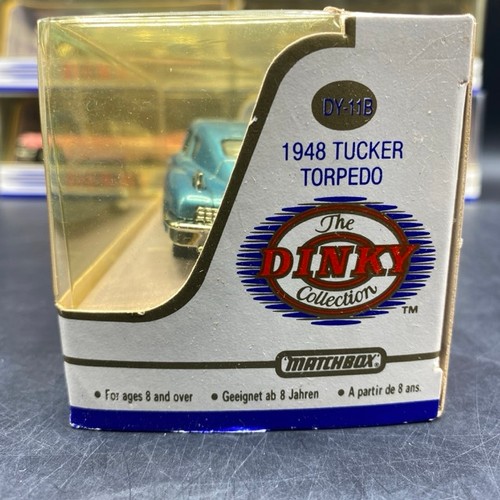 DY-11B
1948 TUCKER
TORPEDO
The
DINKY
Collection
TM
MATCHBOX
• For ages 8 and over • Geeignet ab 8 Jahren • A partir de 8 ans.